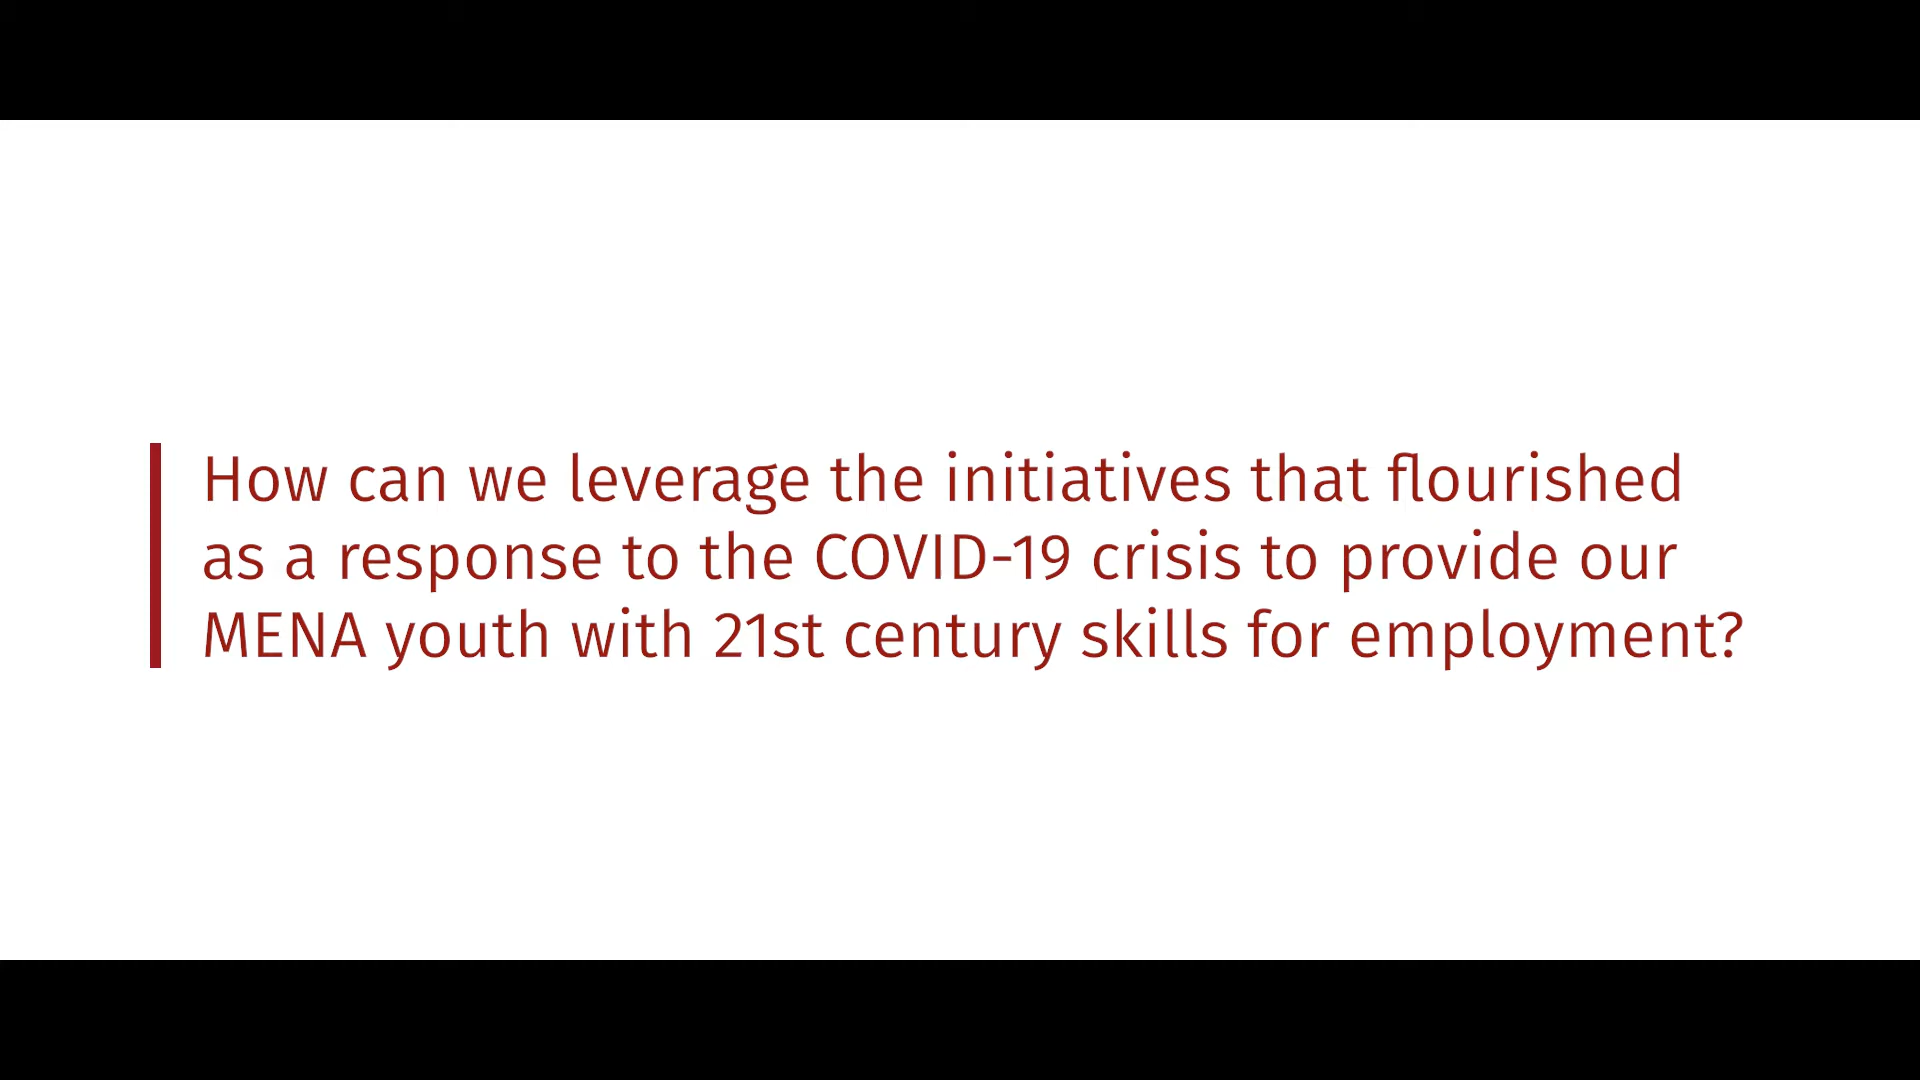 How can we leverage the initiatives that flourished
as a response to the COVID-19 crisis to provide our
MENA youth with 21st century skills for employment?